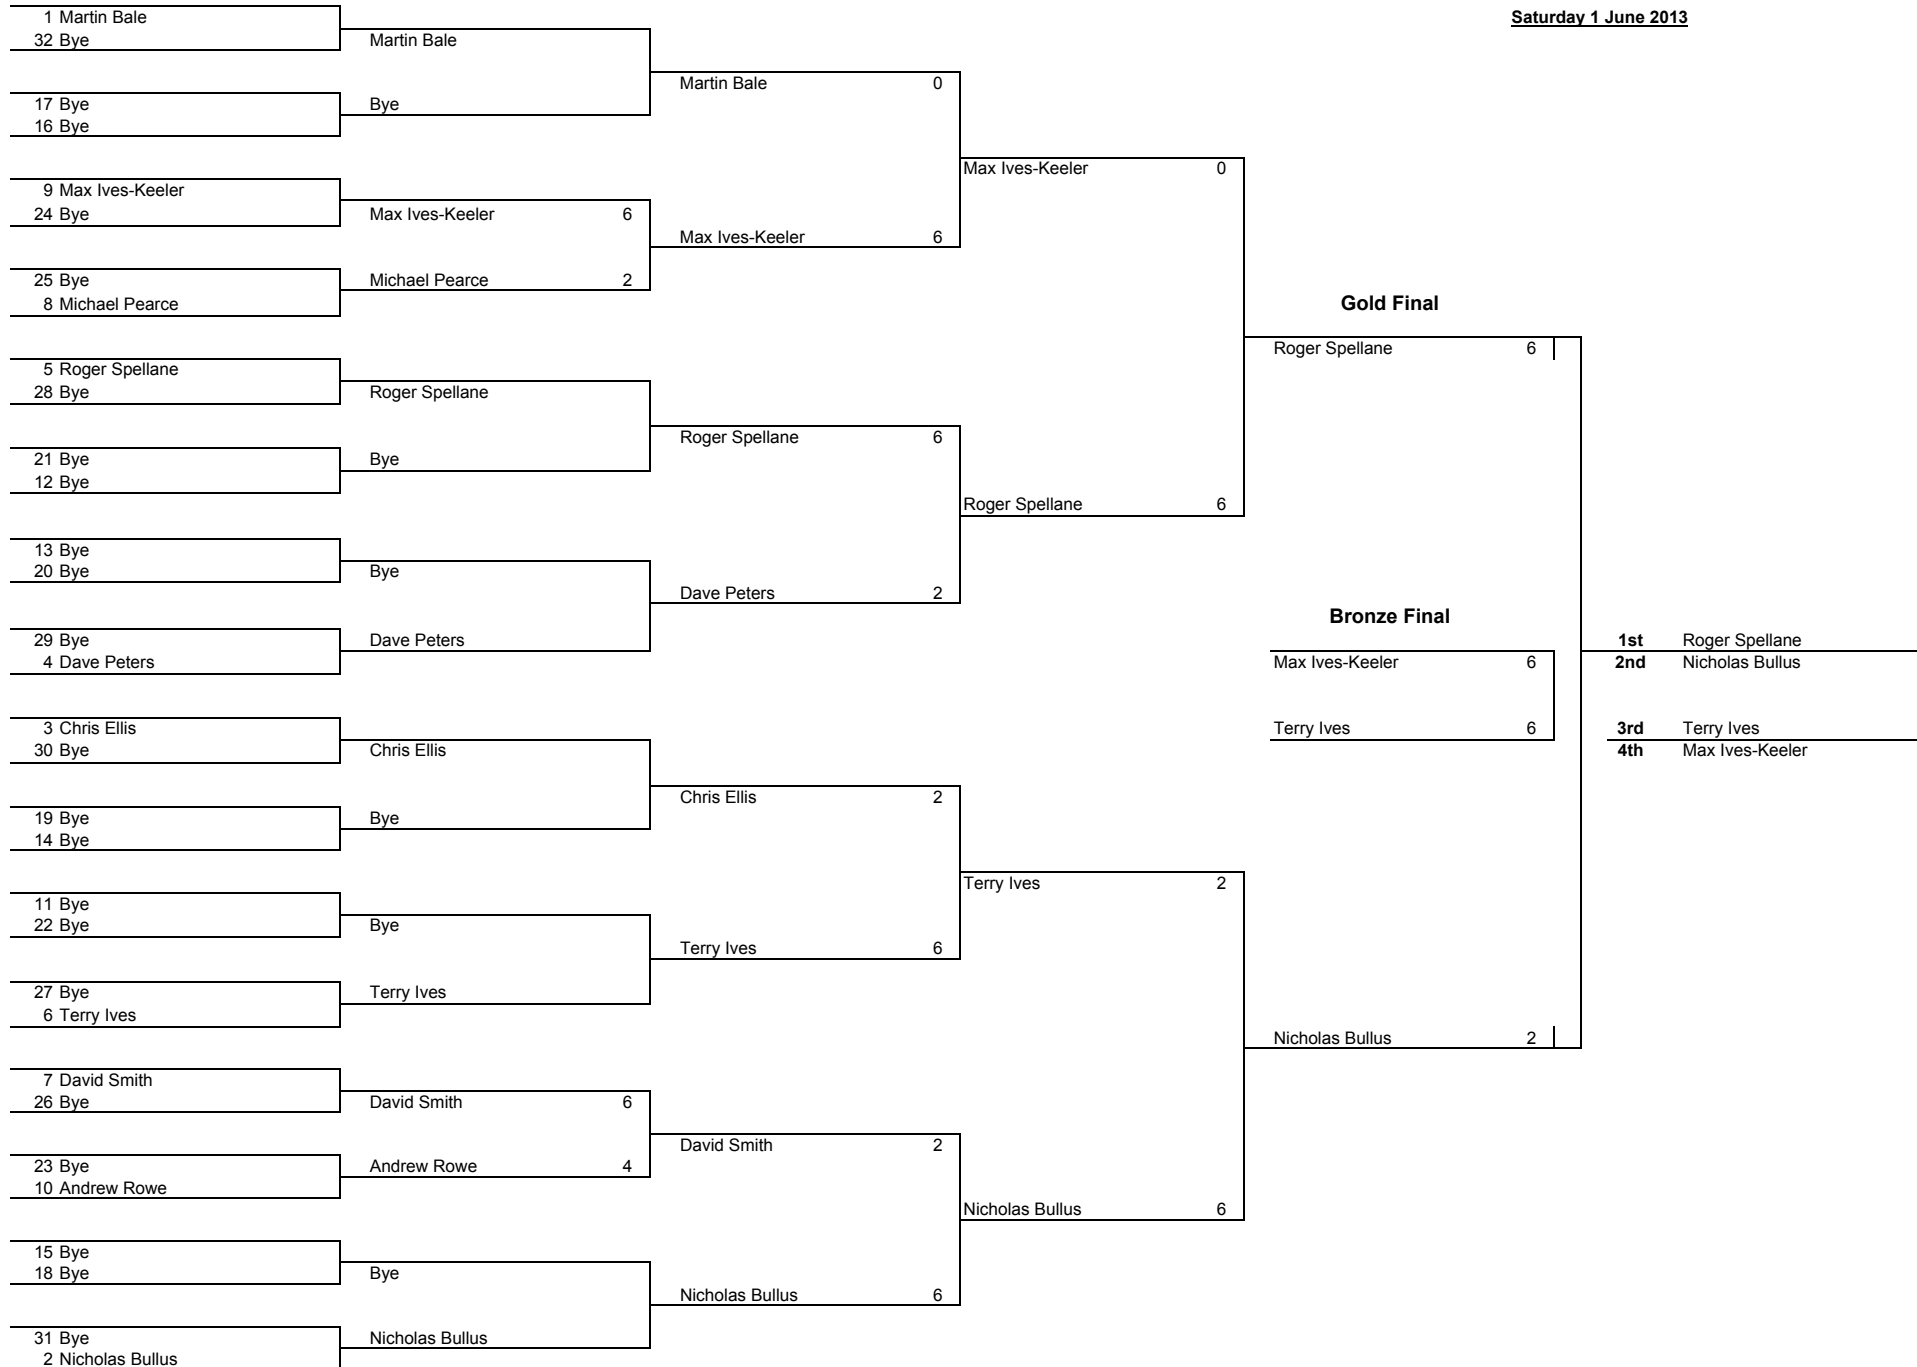 Saturday 1 June 2013
1 Martin Bale
32 Bye
17 Bye
16 Bye
9 Max Ives-Keeler
24 Bye
25 Bye
8 Michael Pearce
5 Roger Spellane
28 Bye
21 Bye
12 Bye
13 Bye
20 Bye
29 Bye
4 Dave Peters
3 Chris Ellis
30 Bye
19 Bye
14 Bye
11 Bye
22 Bye
27 Bye
6 Terry Ives
7 David Smith
26 Bye
23 Bye
10 Andrew Rowe
15 Bye
18 Bye
31 Bye
2 Nicholas Bullus
Martin Bale
Bye
Max Ives-Keeler 6
Michael Pearce 2
Roger Spellane
Bye
Bye
Dave Peters
Chris Ellis
Bye
Bye
Terry Ives
David Smith 6
Andrew Rowe 4
Bye
Nicholas Bullus
Martin Bale 0
Max Ives-Keeler 6
Roger Spellane 6
Dave Peters 2
Chris Ellis 2
Terry Ives 6
David Smith 2
Nicholas Bullus 6
Max Ives-Keeler 0
Roger Spellane 6
Terry Ives 2
Nicholas Bullus 6
Gold Final
Roger Spellane 6
Nicholas Bullus 2
Bronze Final
Max Ives-Keeler 6
Terry Ives 6
1st Roger Spellane
2nd Nicholas Bullus
3rd Terry Ives
4th Max Ives-Keeler